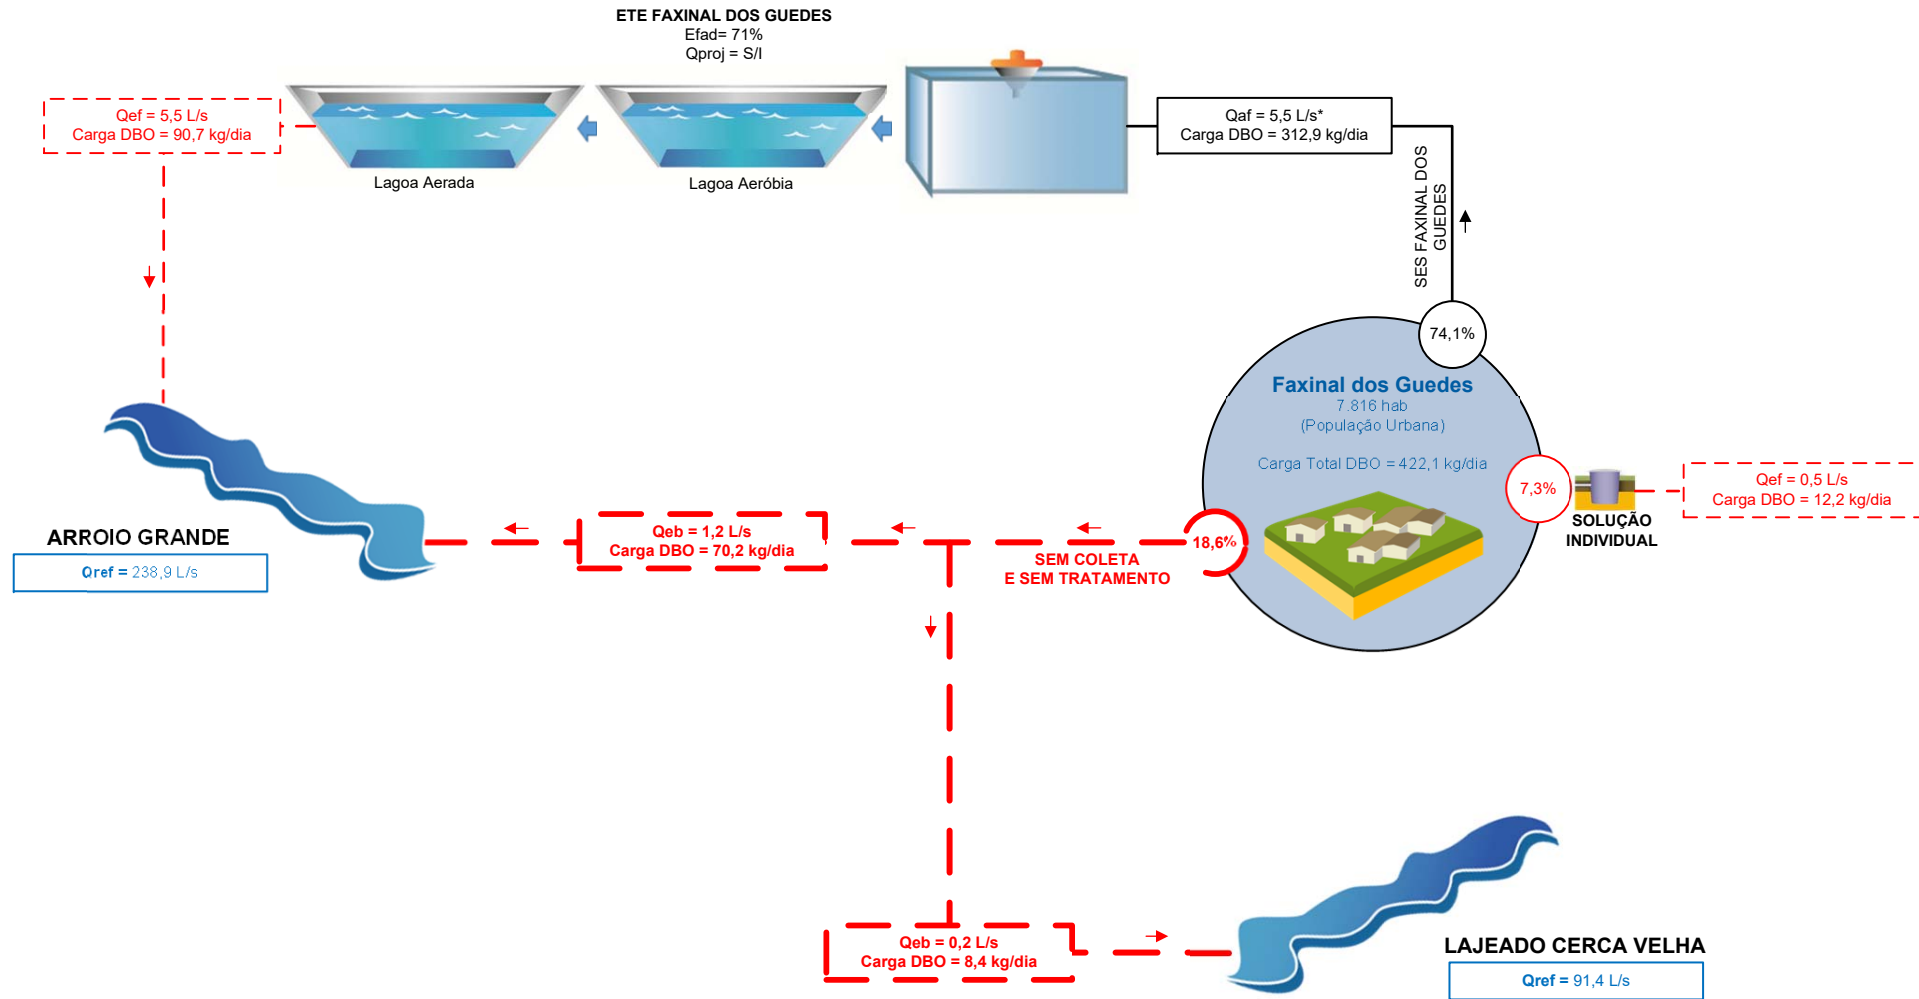 ETE FAXINAL DOS GUEDES
Efad= 71%
Qproj = S/I
Qef = 5,5 L/s
Carga DBO = 90,7 kg/dia
Lagoa Aerada
Lagoa Aeróbia
Qaf = 5,5 L/s*
Carga DBO = 312,9 kg/dia
SES FAXINAL DOS
GUEDES
74,1%
Faxinal dos Guedes
7.816 hab
(População Urbana)
Carga Total DBO = 422,1 kg/dia
7,3%
SOLUÇÃO
INDIVIDUAL
Qef = 0,5 L/s
Carga DBO = 12,2 kg/dia
18,6%
SEM COLETA
E SEM TRATAMENTO
Qeb = 1,2 L/s
Carga DBO = 70,2 kg/dia
ARROIO GRANDE
Qref = 238,9 L/s
Qeb = 0,2 L/s
Carga DBO = 8,4 kg/dia
LAJEADO CERCA VELHA
Qref = 91,4 L/s